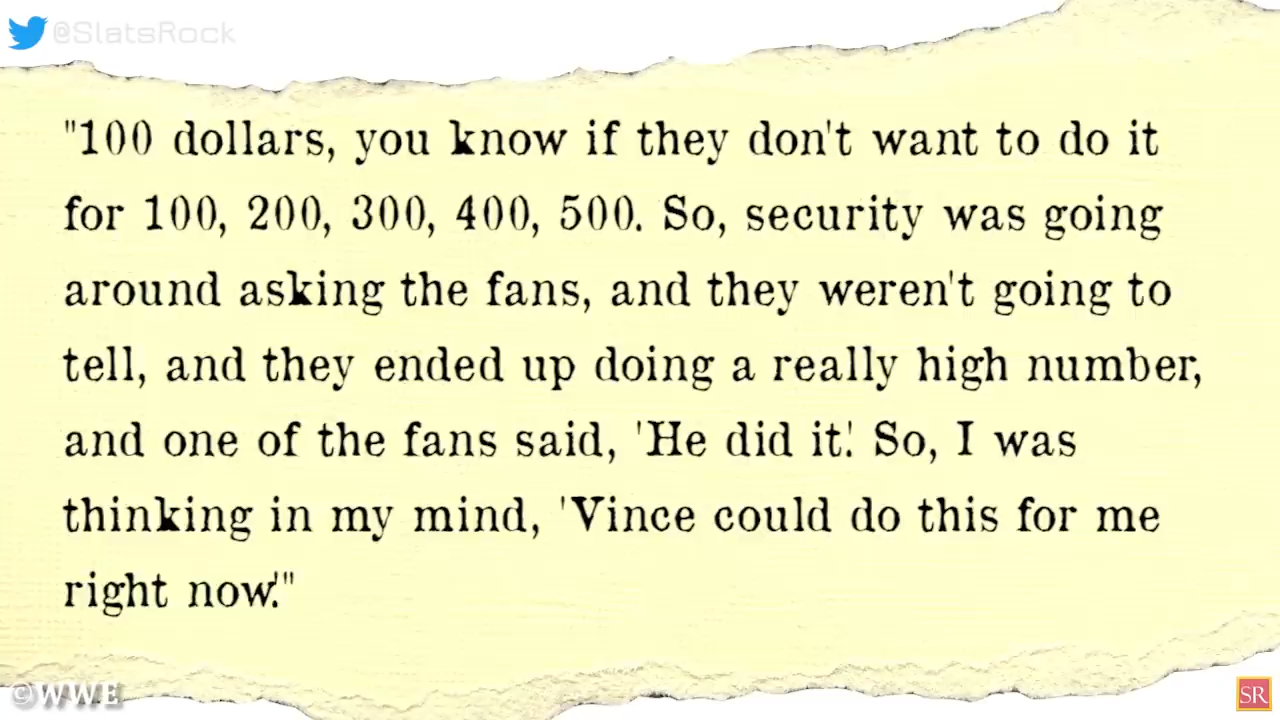 @SlatsRock
"100 dollars, you know if they don't want to do it
for 100, 200, 300, 400, 500. So, security was going
around asking the fans, and they weren't going to
tell, and they ended up doing a really high number,
and one of the fans said, 'He did it.' So, I was
thinking in my mind, 'Vince could do this for me
right now.'"
©WWE
SR